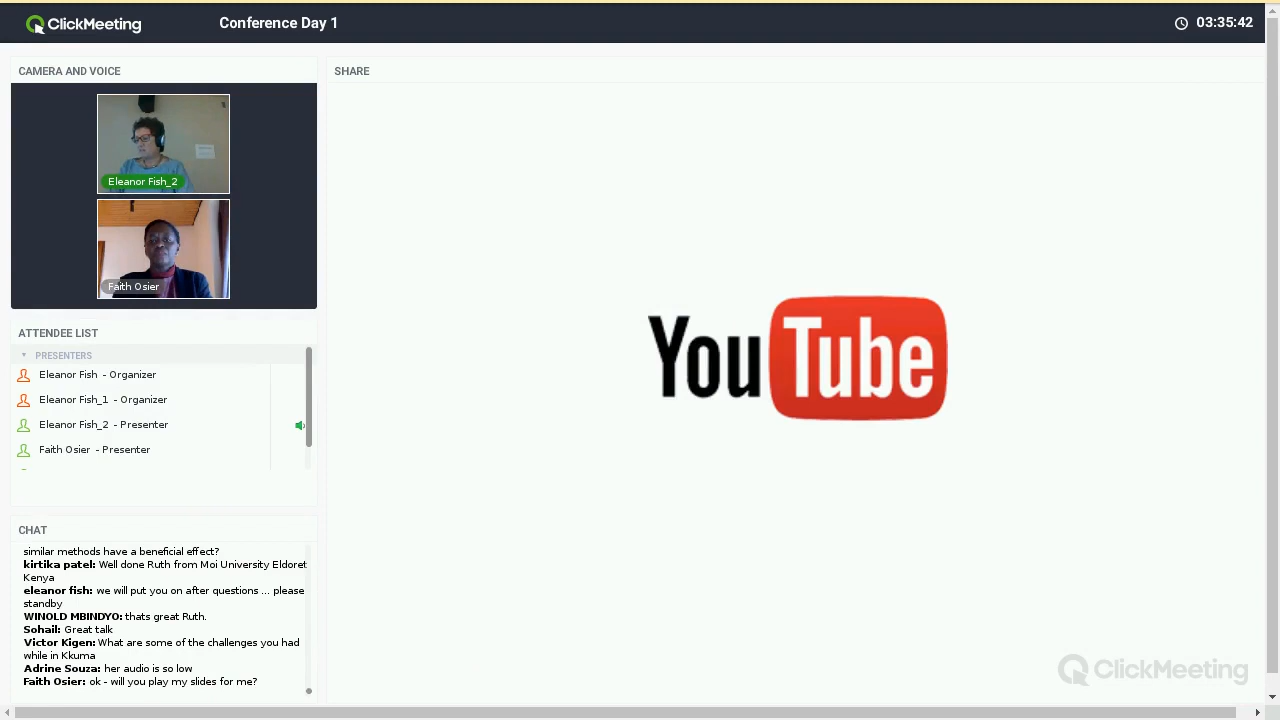 ClickMeeting
Conference Day 1
03:35:42
CAMERA AND VOICE
Eleanor Fish_2
Faith Osier
ATTENDEE LIST
PRESENTERS
Eleanor Fish - Organizer
Eleanor Fish_1 - Organizer
Eleanor Fish_2 - Presenter
Faith Osier - Presenter
CHAT
similar methods have a beneficial effect?
kirtika patel: Well done Ruth from Moi University Eldoret
Kenya
eleanor fish: we will put you on after questions ... please
standby
WINOLD MBINDYO: thats great Ruth.
Sohail: Great talk
Victor Kigen: What are some of the challenges you had
while in Kkuma
Adrine Souza: her audio is so low
Faith Osier: ok - will you play my slides for me?
SHARE
YouTube
ClickMeeting